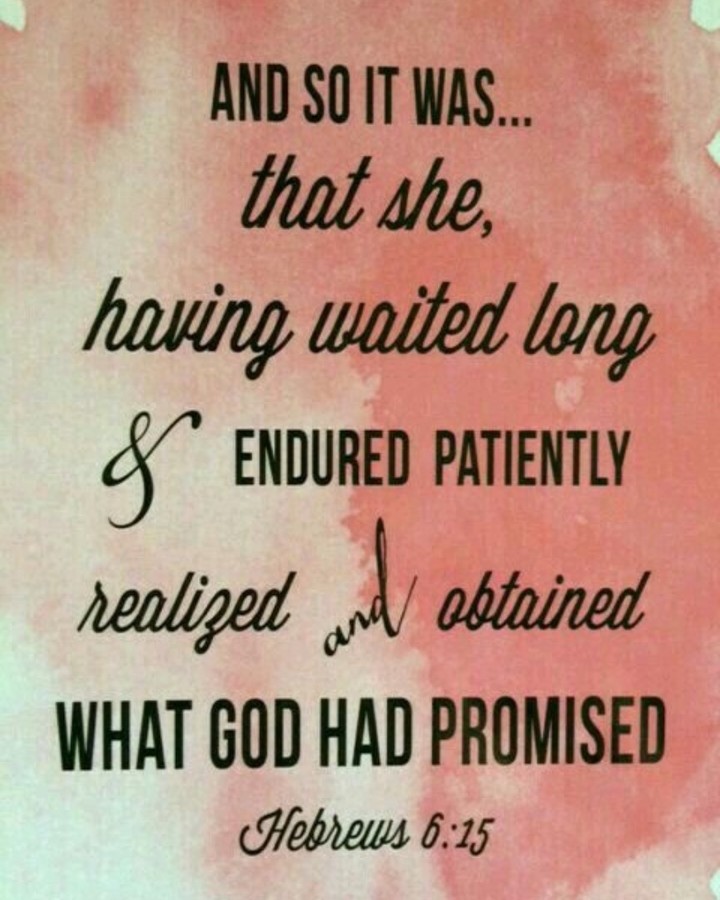 AND SO IT WAS...
that she,
having waited long
& ENDURED PATIENTLY
realized and obtained
WHAT GOD HAD PROMISED
Hebrews 6:15